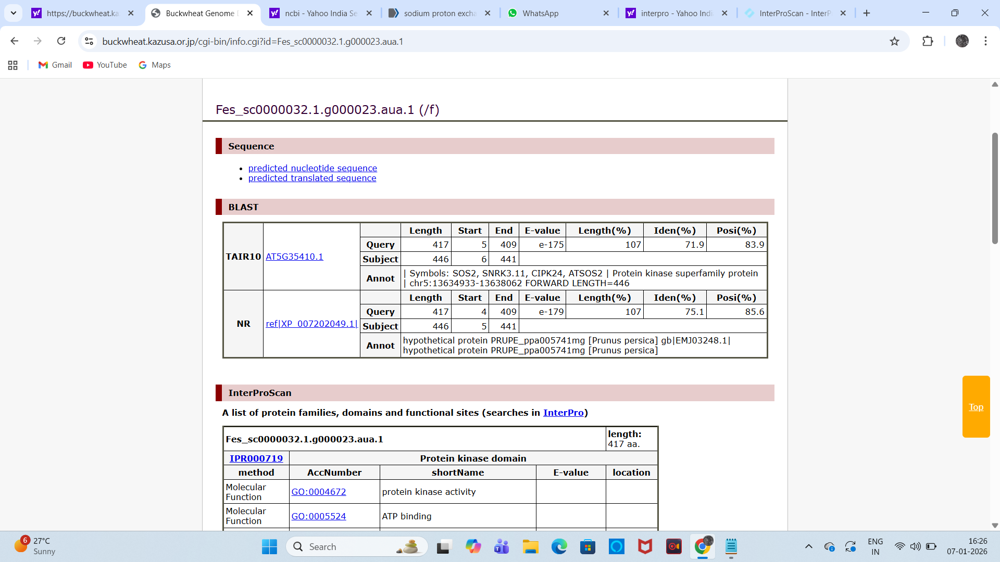 https://buckwheat.ka
Buckwheat Genome
ncbi - Yahoo India Se
sodium proton excha
WhatsApp
interpro - Yahoo Indi
InterProScan - InterP
buckwheat.kazusa.or.jp/cgi-bin/info.cgi?id=Fes_sc0000032.1.g000023.aua.1
Gmail
YouTube
Maps
Fes_sc0000032.1.g000023.aua.1 (/f)
Sequence
• predicted nucleotide sequence
• predicted translated sequence
BLAST
Length Start End E-value Length(%) Iden(%) Posi(%)
Query 417 5 409 e-175 107 71.9 83.9
TAIR10 AT5G35410.1
Subject 446 6 441
Annot | Symbols: SOS2, SNRK3.11, CIPK24, ATSOS2 | Protein kinase superfamily protein
| chr5:13634933-13638062 FORWARD LENGTH=446
Length Start End E-value Length(%) Iden(%) Posi(%)
Query 417 4 409 e-179 107 75.1 85.6
NR ref|XP_007202049.1|
Subject 446 5 441
Annot hypothetical protein PRUPE_ppa005741mg [Prunus persica] gb|EMJ03248.1|
hypothetical protein PRUPE_ppa005741mg [Prunus persica]
InterProScan
Top
A list of protein families, domains and functional sites (searches in InterPro)
Fes_sc0000032.1.g000023.aua.1 length:
417 aa.
IPR000719 Protein kinase domain
method AccNumber shortName E-value location
Molecular
Function GO:0004672 protein kinase activity
Molecular
Function GO:0005524 ATP binding
6 27°C
Sunny
Search
ENG
IN
16:26
07-01-2026